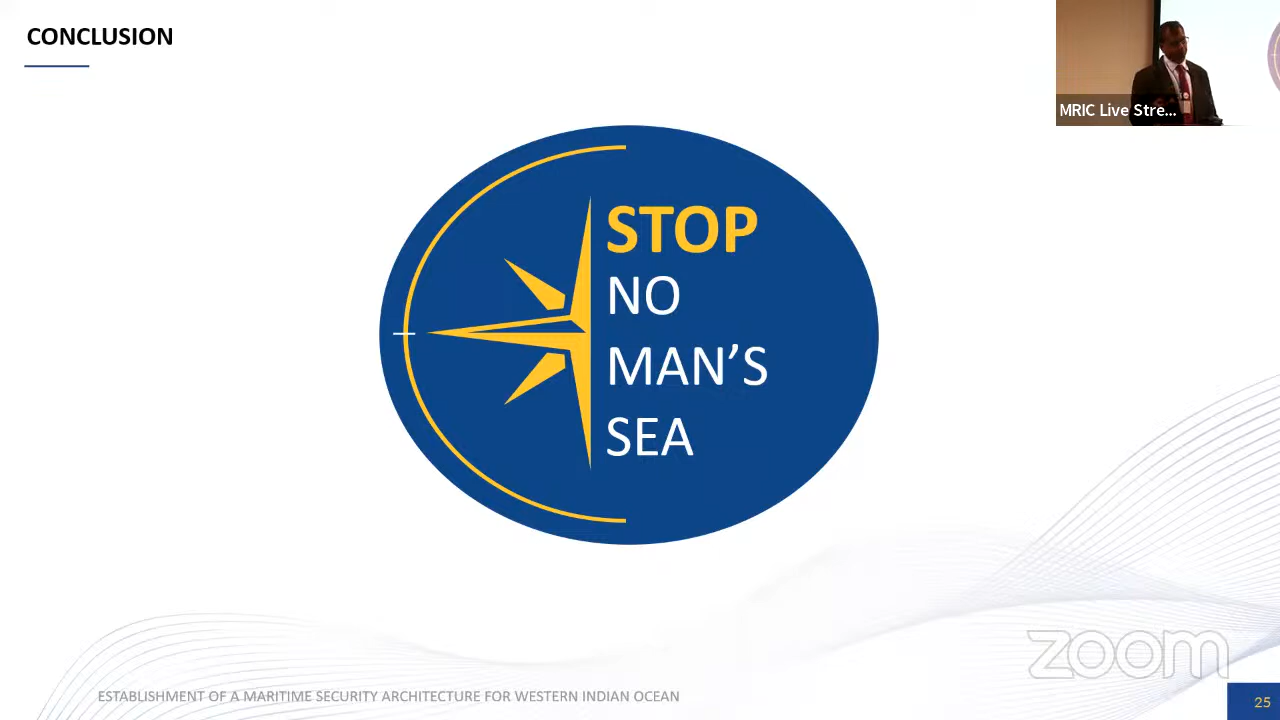 CONCLUSION
MRIC Live Stre...
STOP
NO
MAN’S
SEA
zoom
ESTABLISHMENT OF A MARITIME SECURITY ARCHITECTURE FOR WESTERN INDIAN OCEAN
25